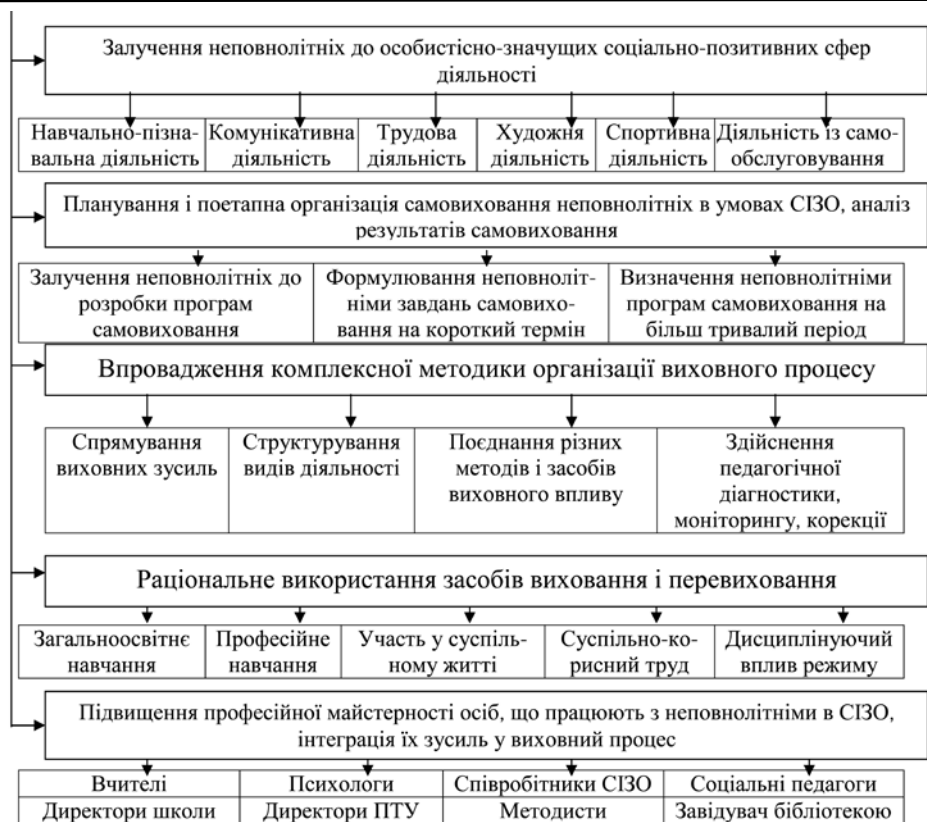 Залучення неповнолітніх до особистісно-значущих соціально-позитивних сфер
діяльності
Навчально-пізна-
вальна діяльність
Комунікативна
діяльність
Трудова
діяльність
Художня
діяльність
Спортивна
діяльність
Діяльність із само-
обслуговування
Планування і поетапна організація самовиховання неповнолітніх в умовах СІЗО, аналіз
результатів самовиховання
Залучення неповнолітніх до
розробки програм
самовиховання
Формулювання неповноліт-
німи завдань самовихо-
вання на короткий термін
Визначення неповнолітніми
програм самовиховання на
більш тривалий період
Впровадження комплексної методики організації виховного процесу
Спрямування
виховних зусиль
Структурування
видів діяльності
Поєднання різних
методів і засобів
виховного впливу
Здійснення
педагогічної
діагностики,
моніторингу, корекції
Раціональне використання засобів виховання і перевиховання
Загальноосвітнє
навчання
Професійне
навчання
Участь у суспіль-
ному житті
Суспільно-ко-
рисний труд
Дисциплінуючий
вплив режиму
Підвищення професійної майстерності осіб, що працюють з неповнолітніми в СІЗО,
інтеграція їх зусиль у виховний процес
Вчителі
Психологи
Співробітники СІЗО
Соціальні педагоги
Директори школи
Директори ПТУ
Методисти
Завідувач бібліотекою